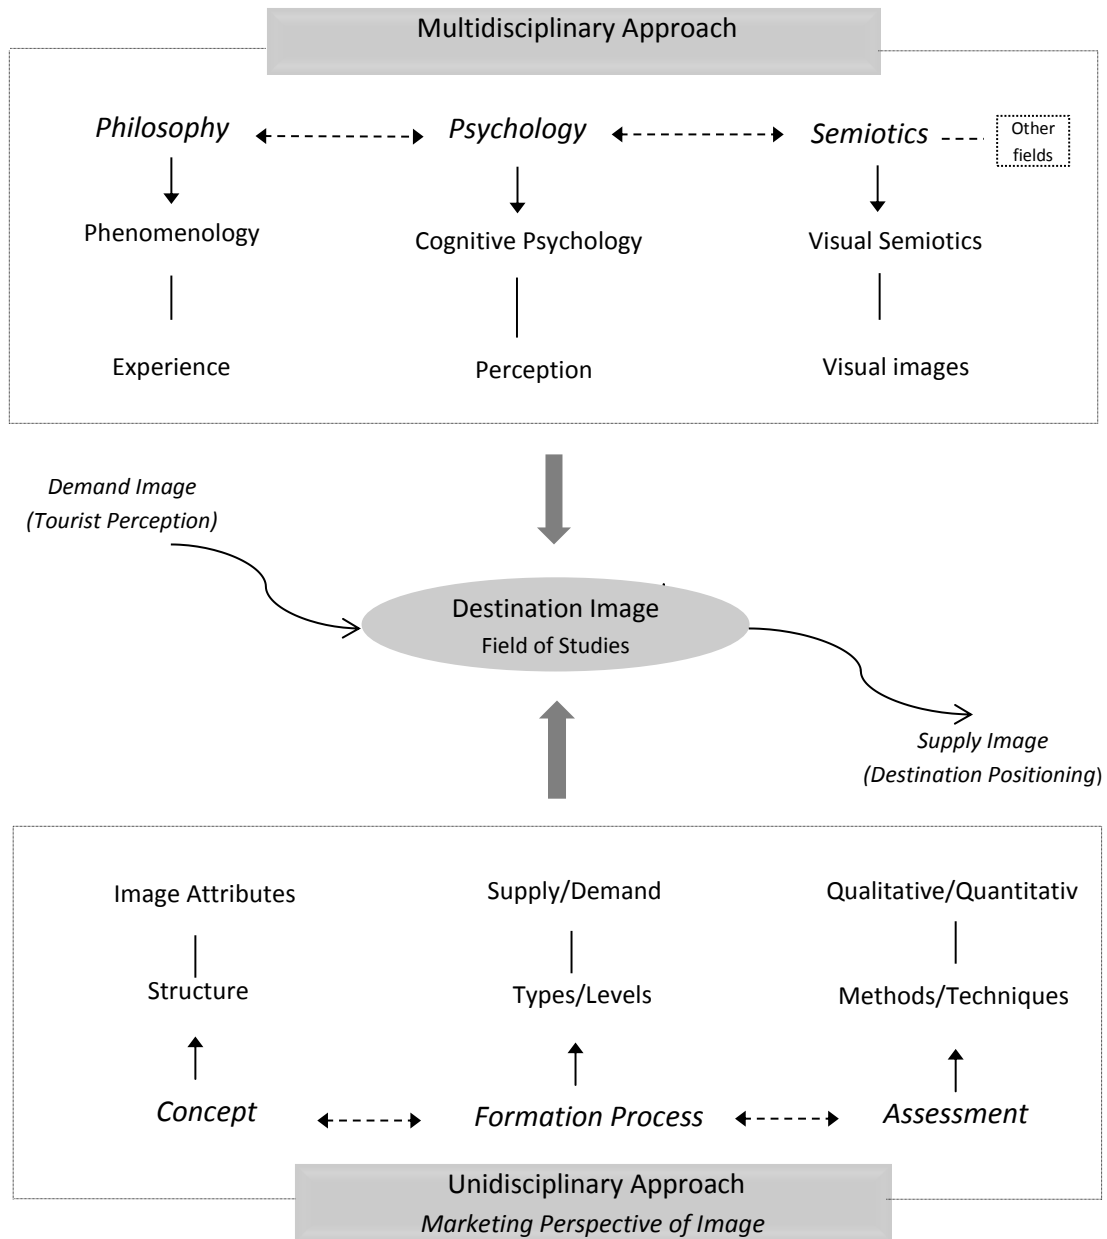 Multidisciplinary Approach
Philosophy
Psychology
Semiotics
Other
fields
Phenomenology
Cognitive Psychology
Visual Semiotics
Experience
Perception
Visual images
Demand Image
(Tourist Perception)
Destination Image
Field of Studies
Supply Image
(Destination Positioning)
Image Attributes
Supply/Demand
Qualitative/Quantitativ
Structure
Types/Levels
Methods/Techniques
Concept
Formation Process
Assessment
Unidisciplinary Approach
Marketing Perspective of Image